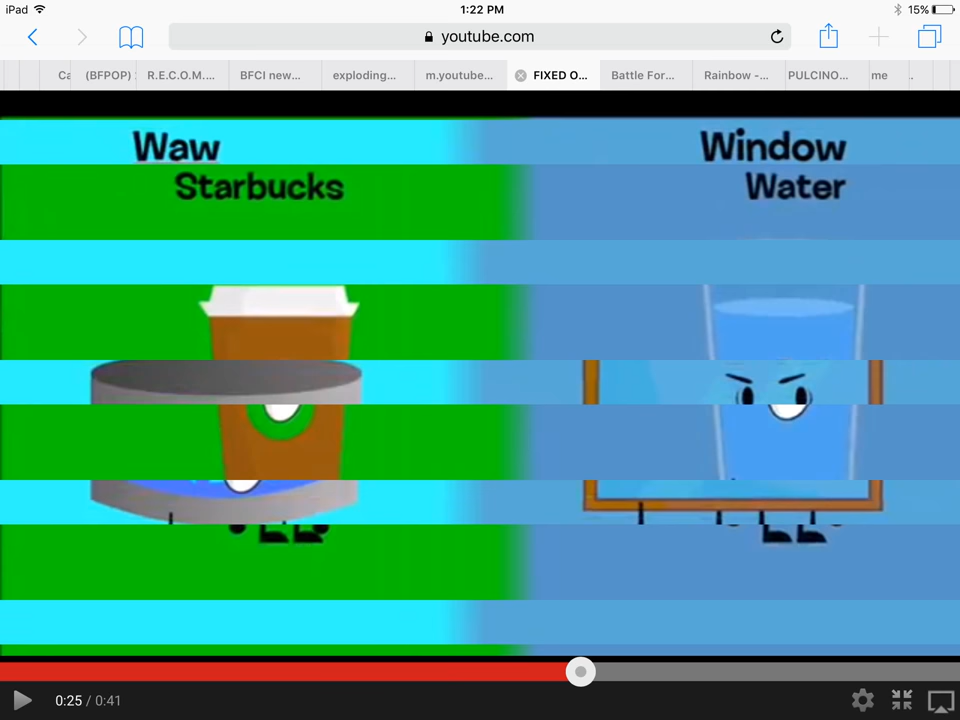 iPad
1:22 PM
15%
youtube.com
Ca
(BFPOP)
R.E.C.O.M....
BFCI new...
exploding...
m.youtube...
FIXED O...
Battle For...
Rainbow -...
PULCINO...
me
..
Waw
Window
Starbucks
Water
0:25 / 0:41